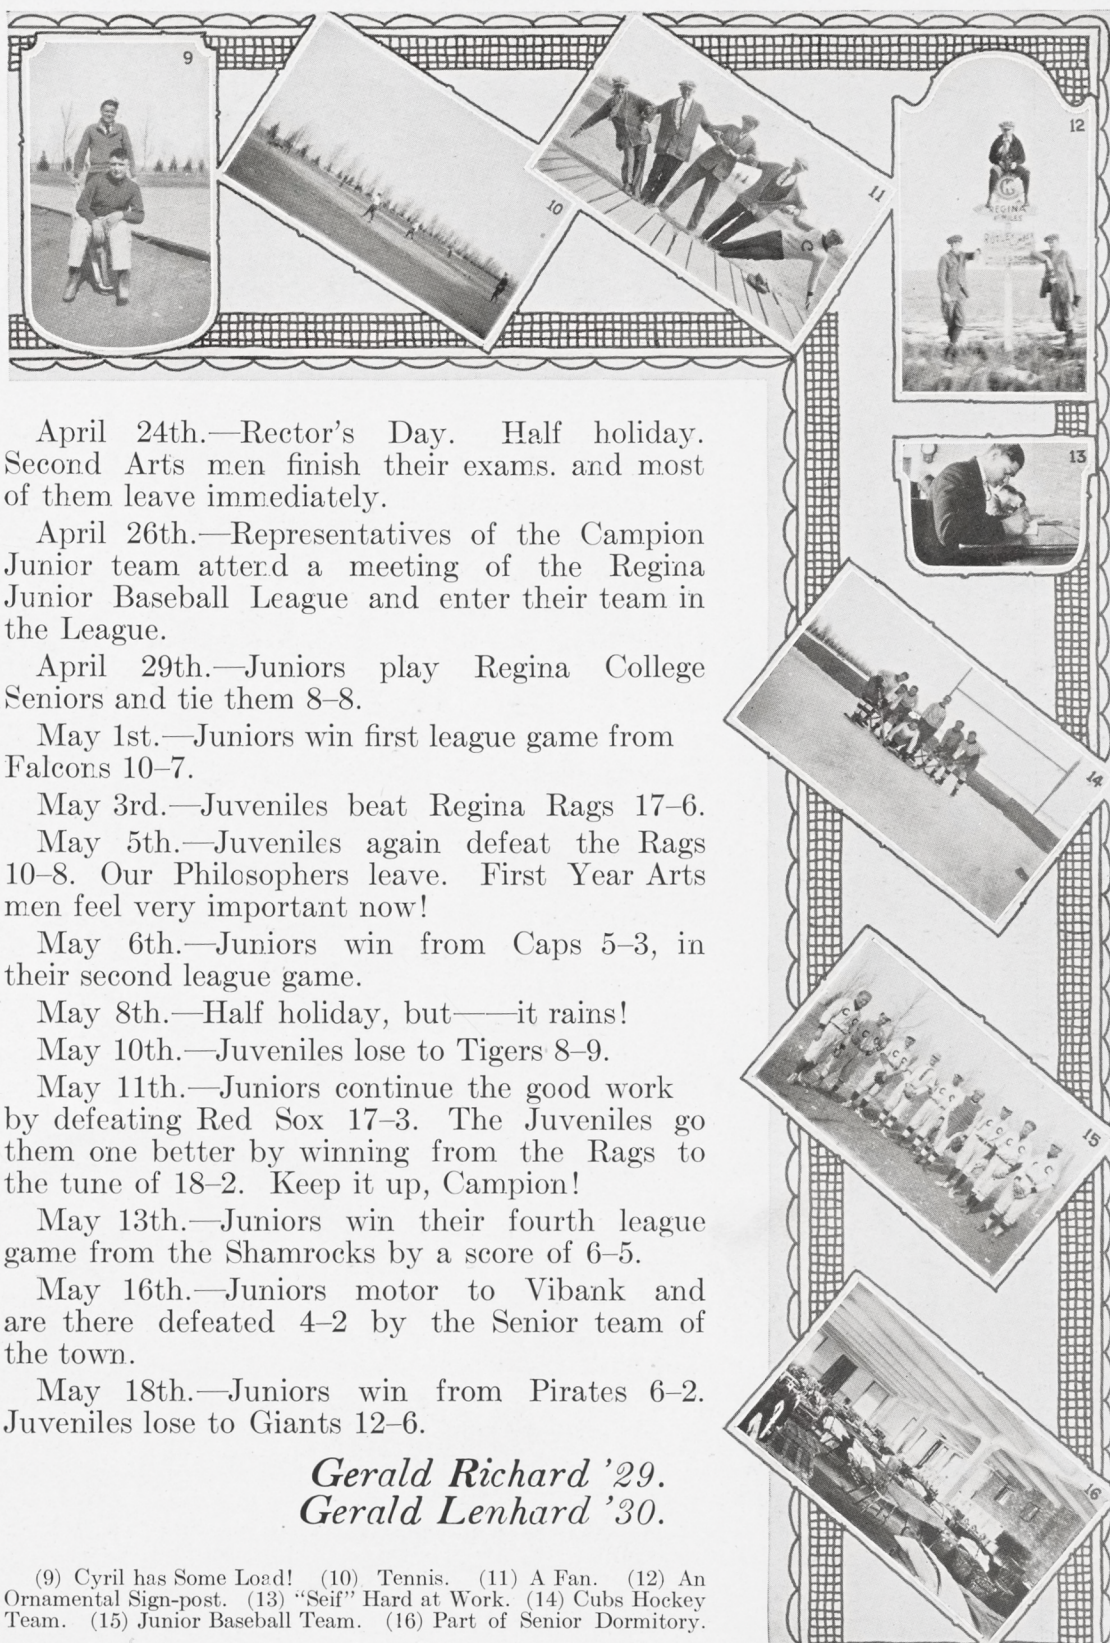 9
10
11
12
REGINA
13
14
15
16
April 24th.—Rector's Day. Half holiday.
Second Arts men finish their exams. and most
of them leave immediately.
April 26th.—Representatives of the Campion
Junior team attend a meeting of the Regina
Junior Baseball League and enter their team in
the League.
April 29th.—Juniors play Regina College
Seniors and tie them 8–8.
May 1st.—Juniors win first league game from
Falcons 10–7.
May 3rd.—Juveniles beat Regina Rags 17–6.
May 5th.—Juveniles again defeat the Rags
10–8. Our Philosophers leave. First Year Arts
men feel very important now!
May 6th.—Juniors win from Caps 5–3, in
their second league game.
May 8th.—Half holiday, but——it rains!
May 10th.—Juveniles lose to Tigers 8–9.
May 11th.—Juniors continue the good work
by defeating Red Sox 17–3. The Juveniles go
them one better by winning from the Rags to
the tune of 18–2. Keep it up, Campion!
May 13th.—Juniors win their fourth league
game from the Shamrocks by a score of 6–5.
May 16th.—Juniors motor to Vibank and
are there defeated 4–2 by the Senior team of
the town.
May 18th.—Juniors win from Pirates 6–2.
Juveniles lose to Giants 12–6.
Gerald Richard '29.
Gerald Lenhard '30.
(9) Cyril has Some Load! (10) Tennis. (11) A Fan. (12) An
Ornamental Sign-post. (13) "Seif" Hard at Work. (14) Cubs Hockey
Team. (15) Junior Baseball Team. (16) Part of Senior Dormitory.